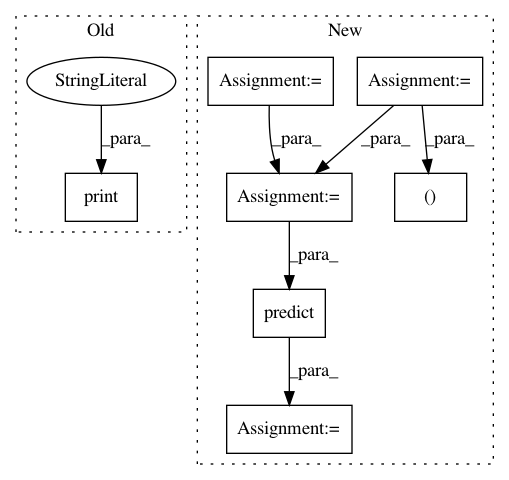 Old
New
StringLiteral
Assignment:=
Assignment:=
_para_
_para_
_para_
_para_
print
Assignment:=
()
_para_
predict
_para_
Assignment:=